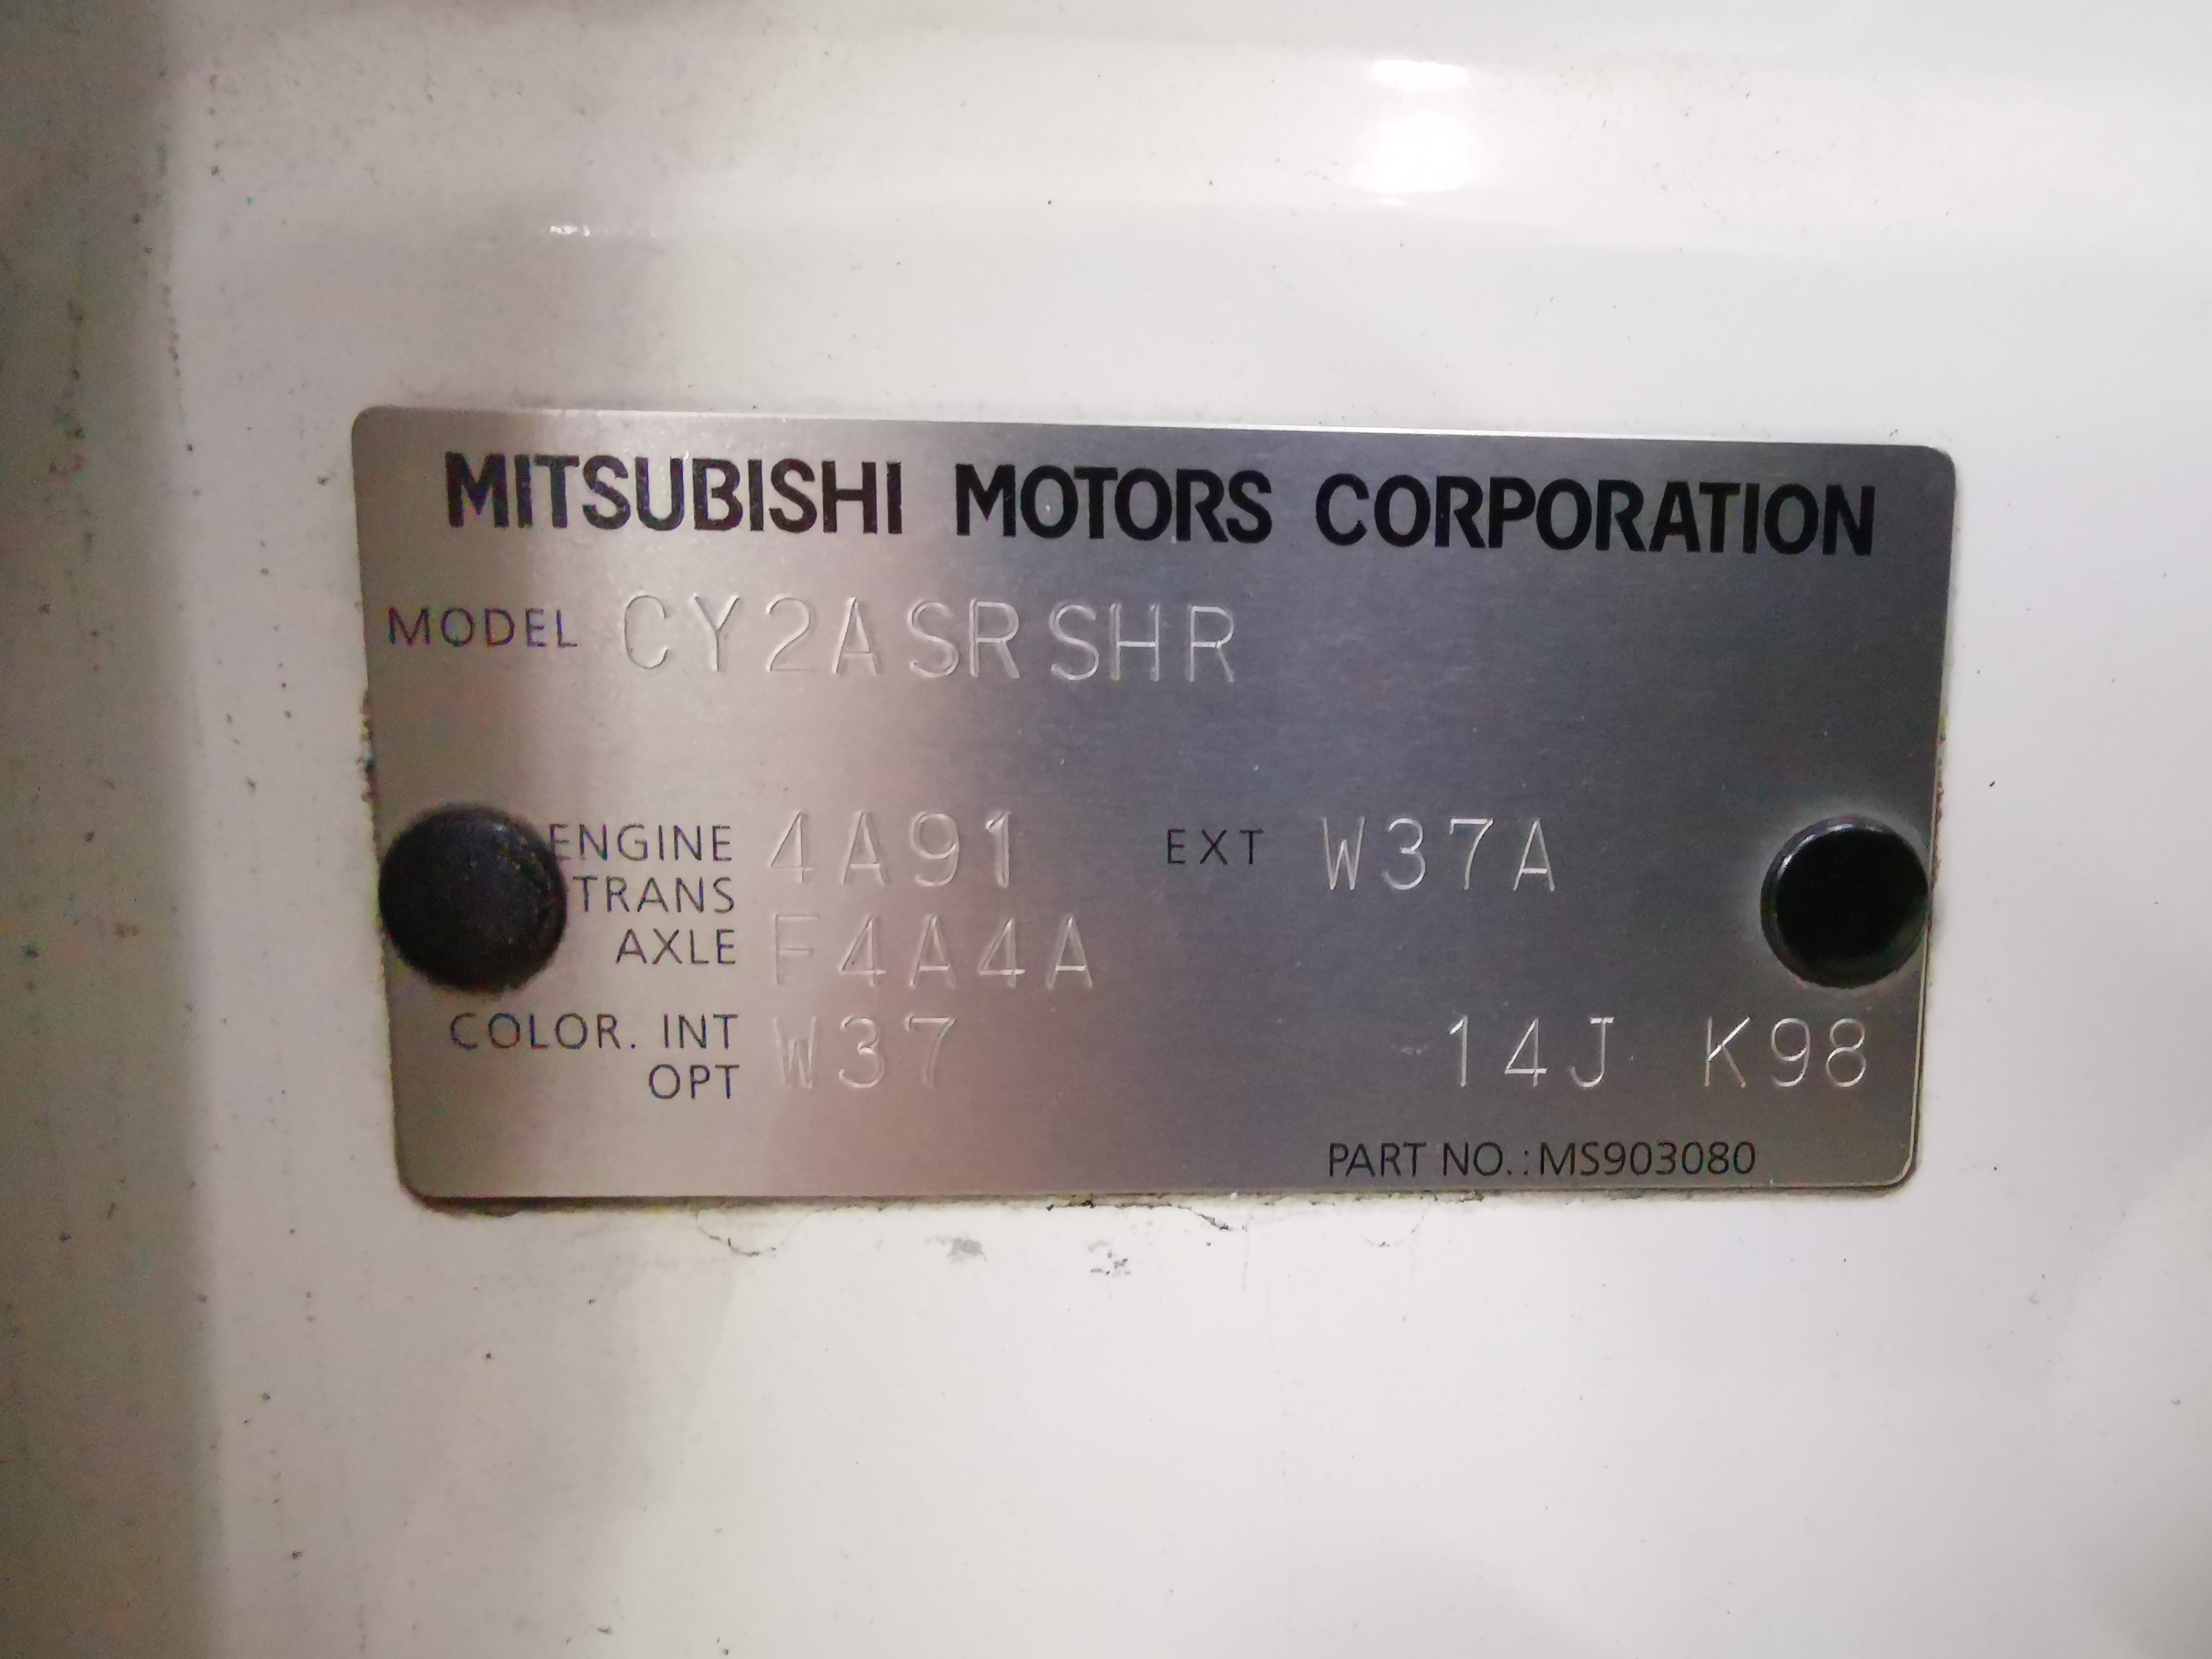 MITSUBISHI MOTORS CORPORATION
MODEL CY2ASRSHR
ENGINE 4A91 EXT W37A
TRANS
AXLE F4A4A
COLOR. INT W37 14J K98
OPT
PART NO.:MS903080